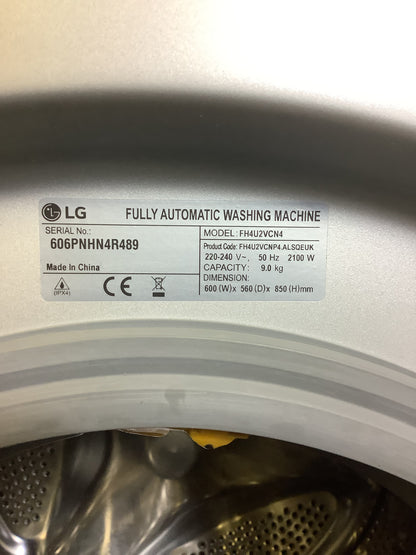 LG FULLY AUTOMATIC WASHING MACHINE
SERIAL No.:
606PNHN4R489
Made In China
(IPX4)
CE
MODEL: FH4U2VCN4
Product Code: FH4U2VCNP4.ALSQEUK
220-240 V~, 50 Hz 2100 W
CAPACITY: 9.0 kg
DIMENSION:
600 (W)x 560 (D)x 850 (H)mm